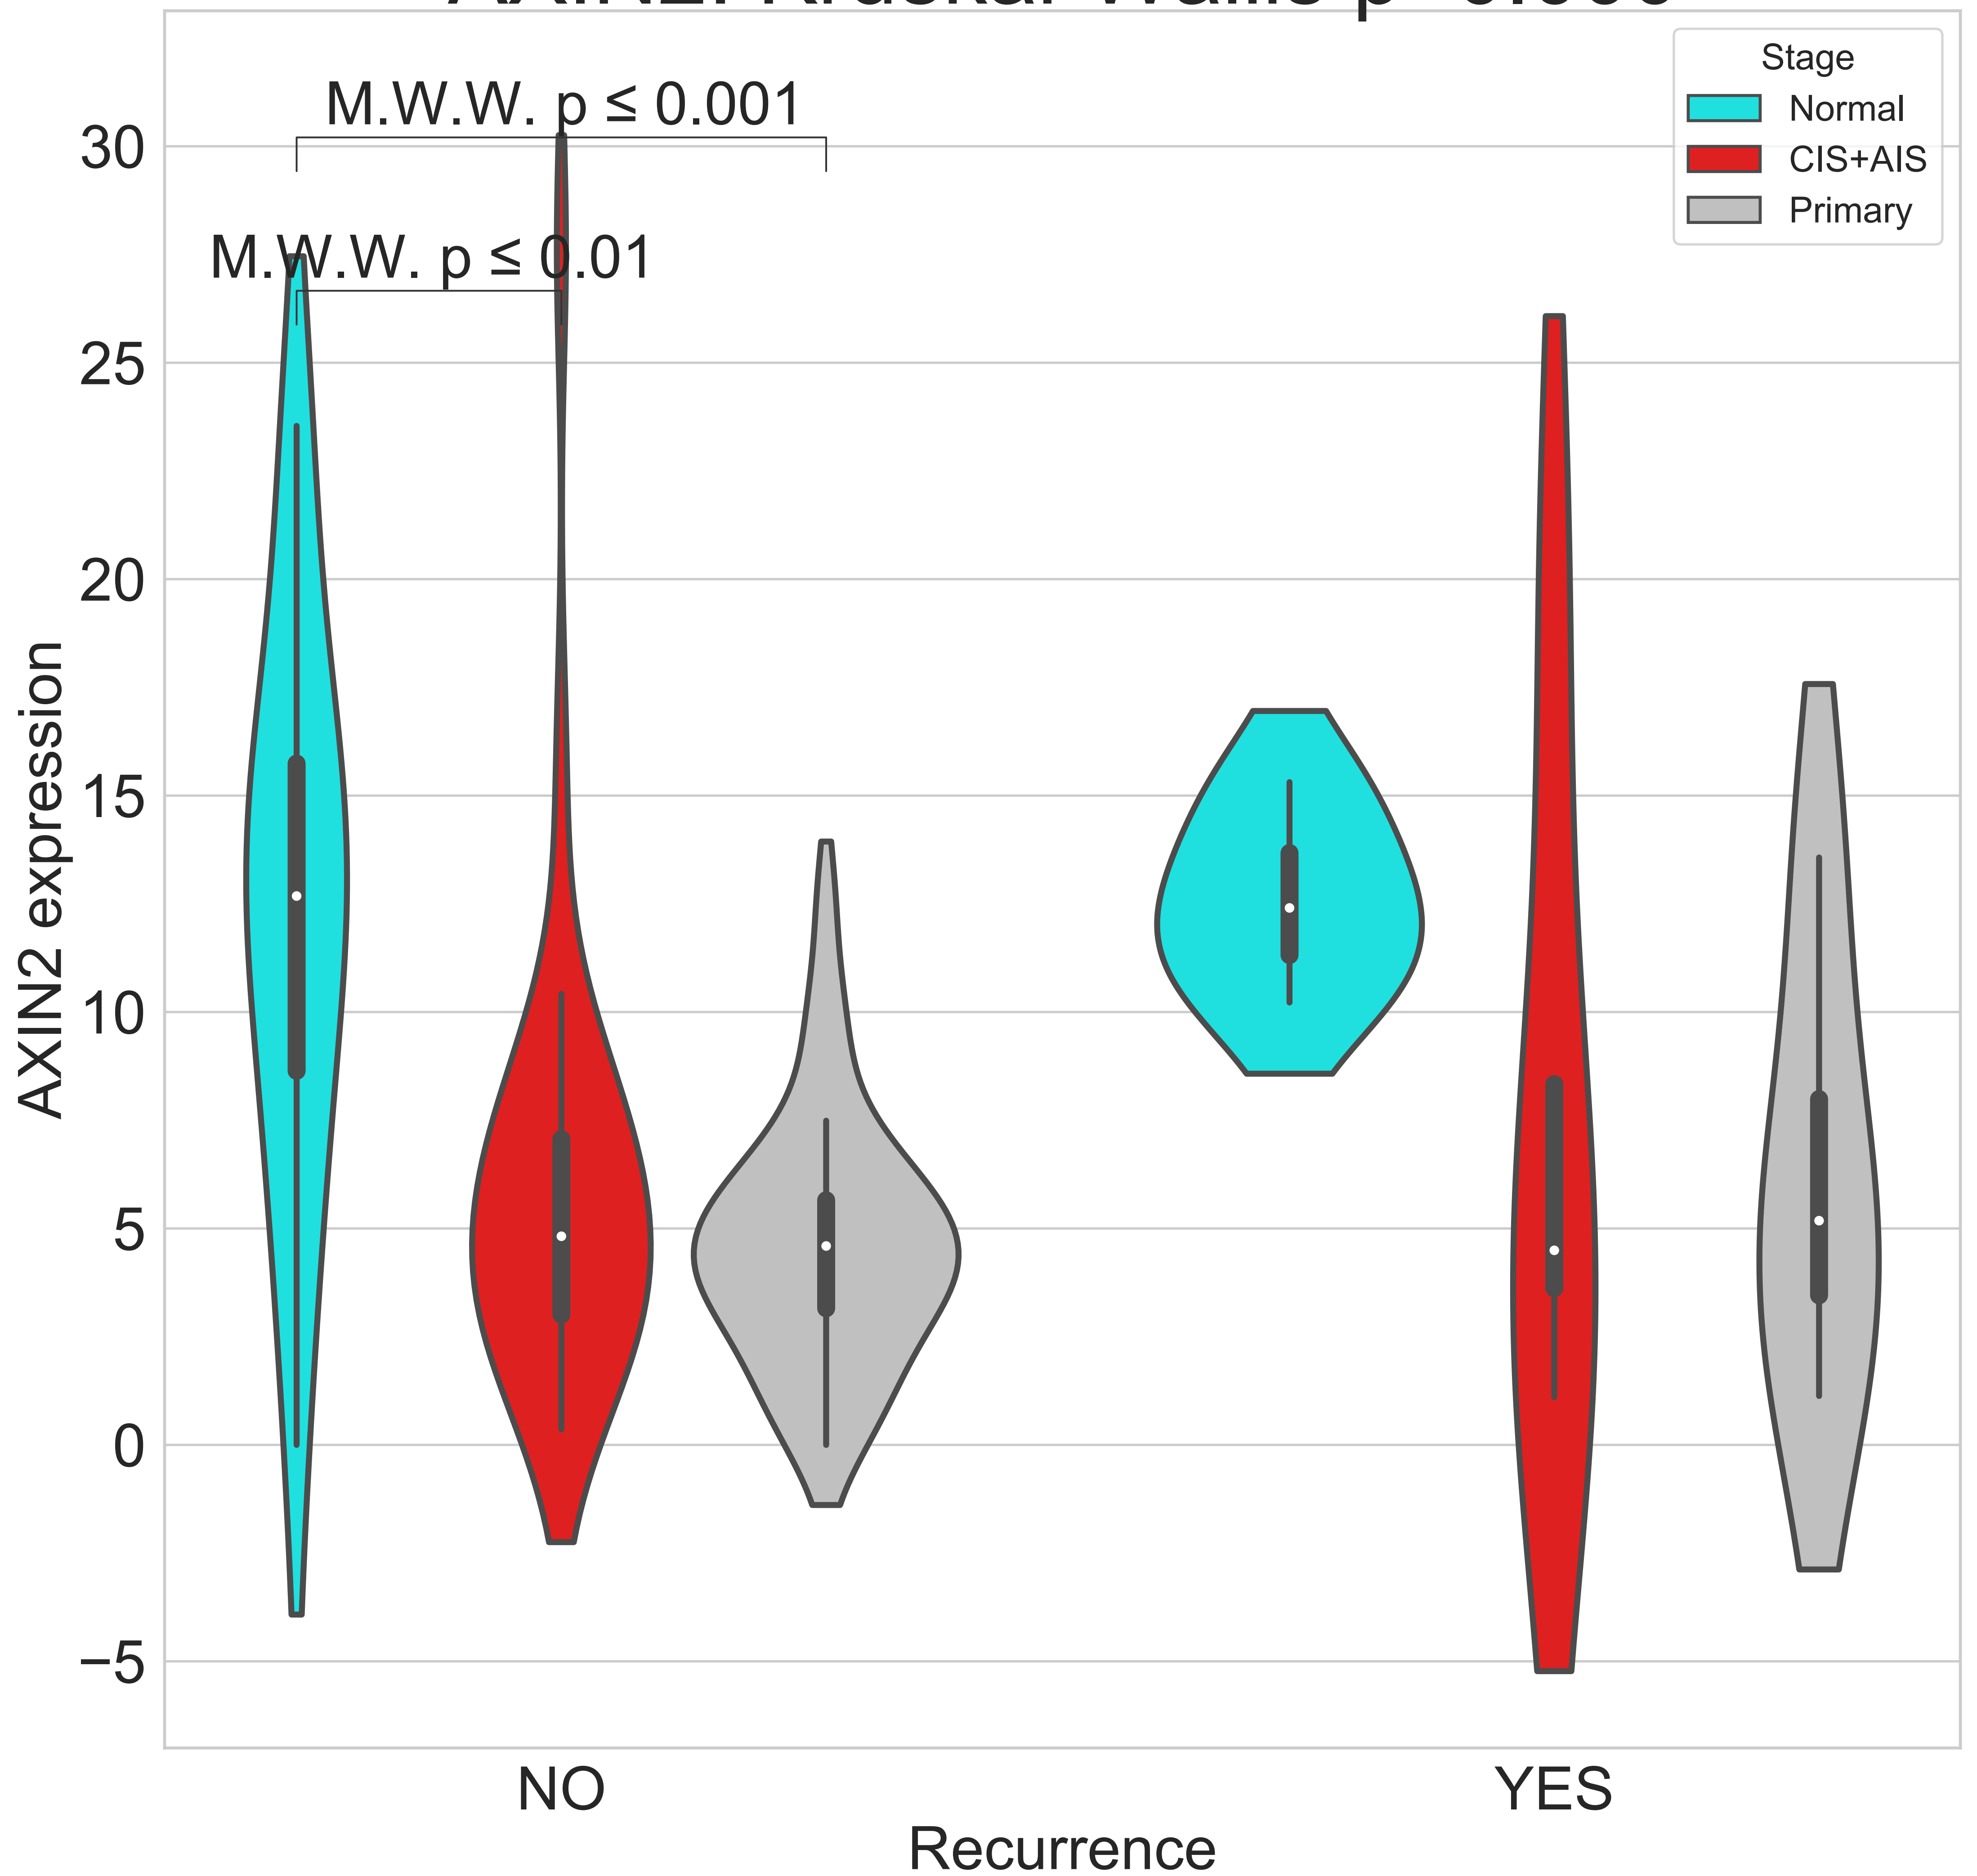 Stage
Normal
CIS+AIS
Primary
M.W.W. p ≤ 0.001
M.W.W. p ≤ 0.01
30
25
20
15
10
5
0
−5
AXIN2 expression
NO
YES
Recurrence